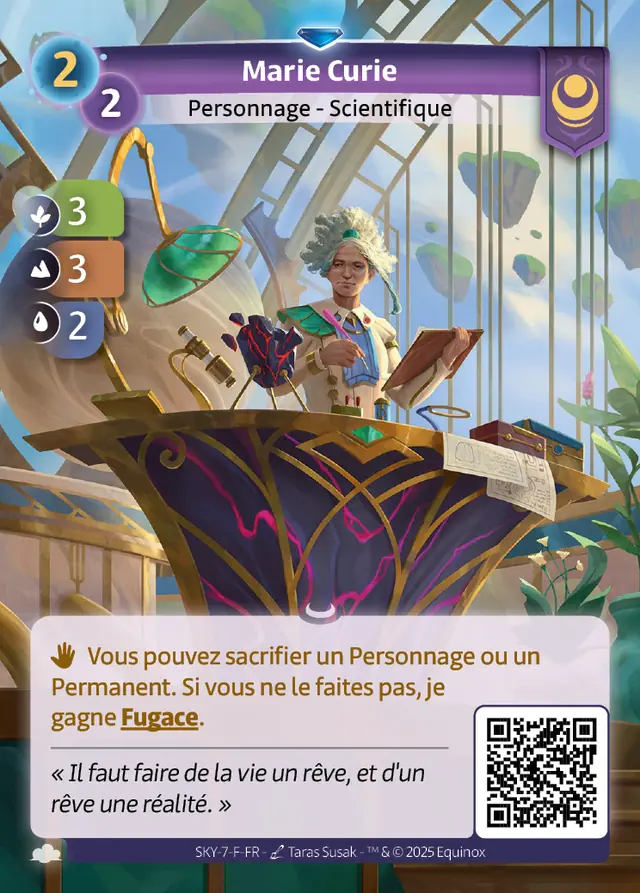 2
Marie Curie
2
Personnage - Scientifique
3
3
2
Vous pouvez sacrifier un Personnage ou un
Permanent. Si vous ne le faites pas, je
gagne Fugace.
« Il faut faire de la vie un rêve, et d'un
rêve une réalité. »
SKY-7-F-FR - Taras Susak - ™ & © 2025 Equinox